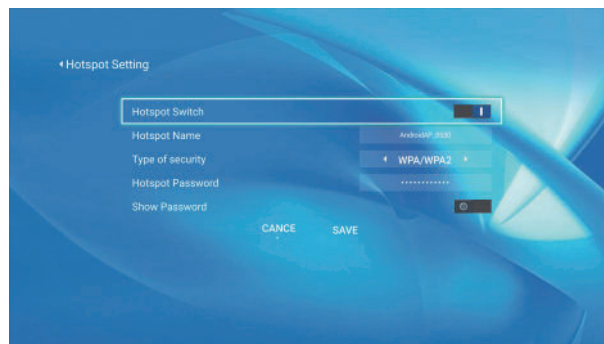 Hotspot Setting
Hotspot Switch
Hotspot Name
Type of security WPA/WPA2
Hotspot Password ············
Show Password
CANCE SAVE